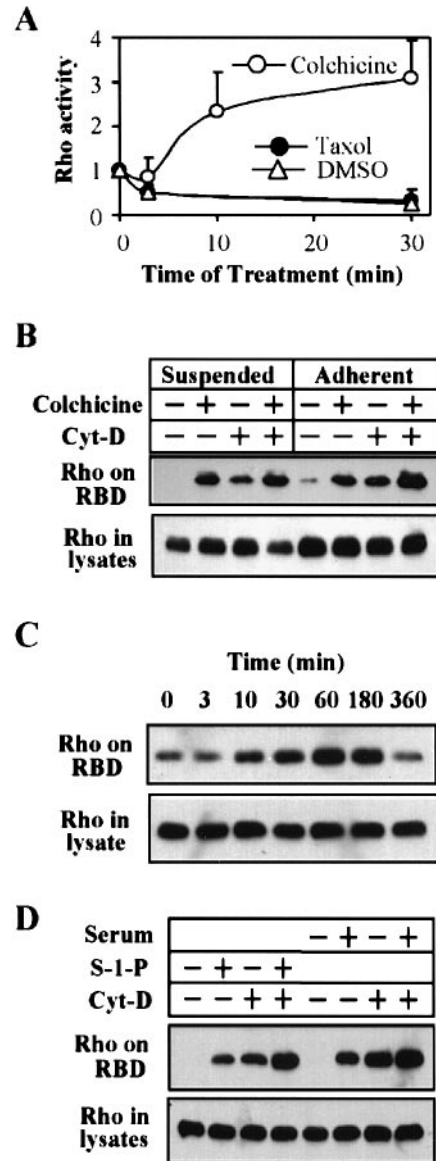 A
Rho activity
4
3
2
1
0
Colchicine
Taxol
DMSO
0 10 20 30
Time of Treatment (min)
B
Suspended Adherent
Colchicine − + − + − + − +
Cyt-D − − + + − − + +
Rho on
RBD
Rho in
lysates
C
Time (min)
0 3 10 30 60 180 360
Rho on
RBD
Rho in
lysate
D
Serum − + − +
S-1-P − + − +
Cyt-D − − + + − − + +
Rho on
RBD
Rho in
lysates